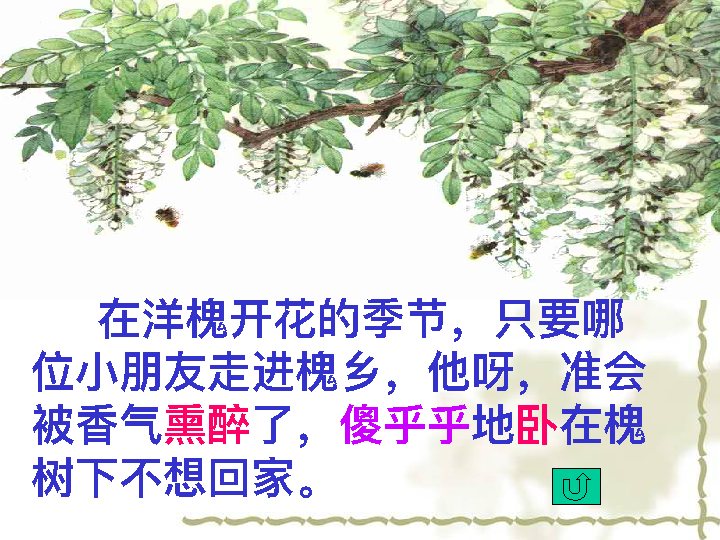 在洋槐开花的季节，只要哪
位小朋友走进槐乡，他呀，准会
被香气熏醉了，傻乎乎地卧在槐
树下不想回家。